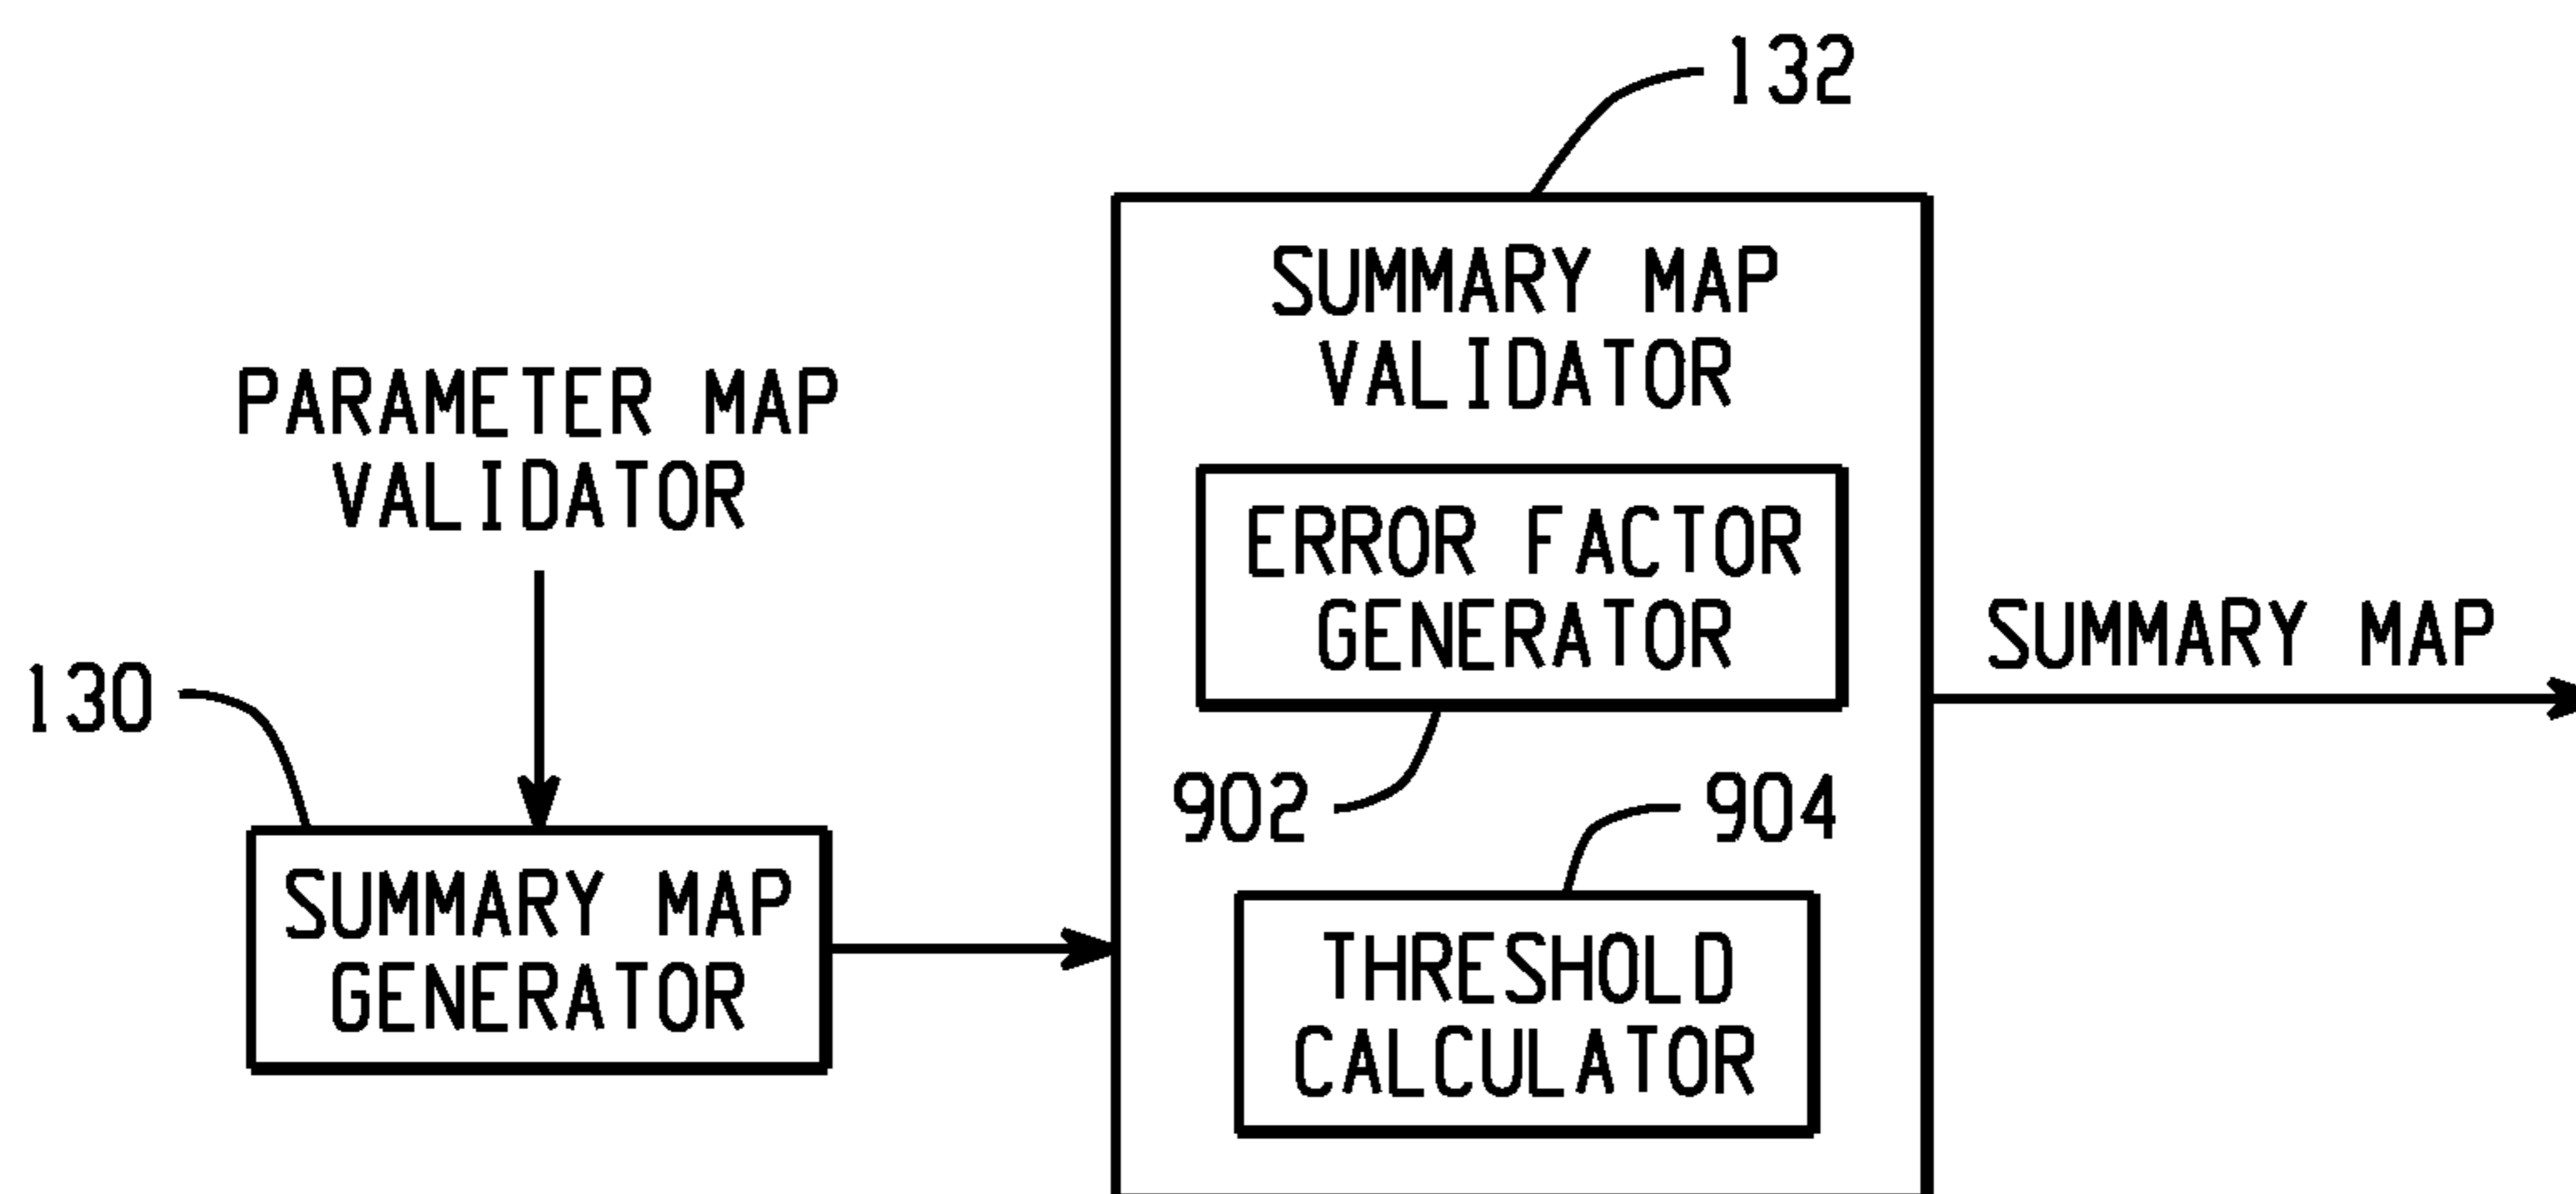 132
SUMMARY MAP
VALIDATOR
PARAMETER MAP
VALIDATOR
ERROR FACTOR
GENERATOR
SUMMARY MAP
130
902
904
SUMMARY MAP
GENERATOR
THRESHOLD
CALCULATOR